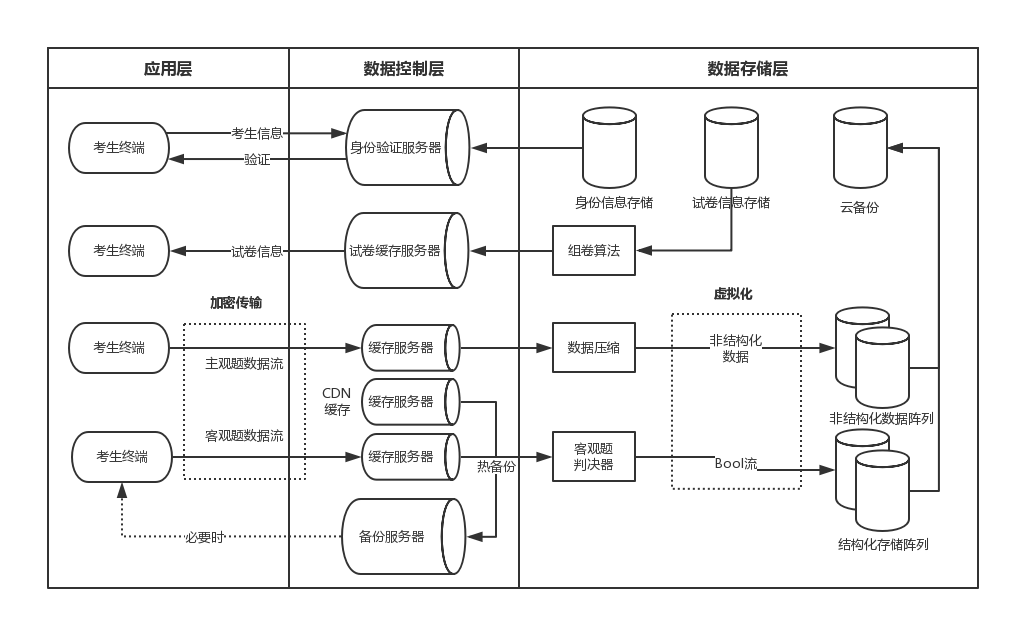 应用层
数据控制层
数据存储层
考生终端
考生信息
验证
身份验证服务器
身份信息存储
试卷信息存储
云备份
考生终端
试卷信息
试卷缓存服务器
组卷算法
加密传输
虚拟化
考生终端
主观题数据流
缓存服务器
数据压缩
非结构化
数据
非结构化数据阵列
CDN
缓存
缓存服务器
考生终端
客观题数据流
缓存服务器
热备份
客观题
判决器
Bool流
结构化存储阵列
必要时
备份服务器